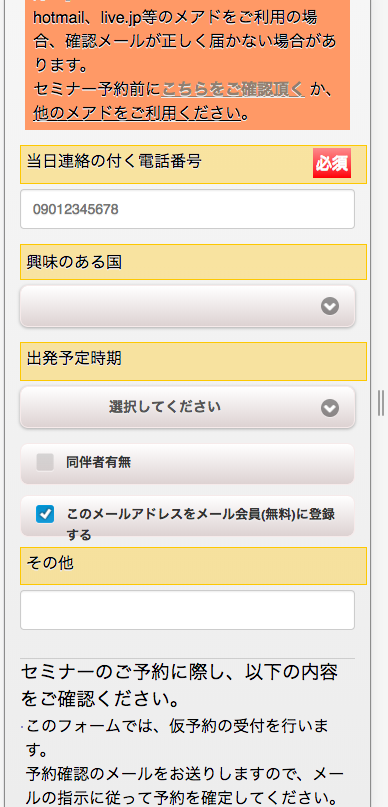 hotmail、live.jp等のメアドをご利用の場
合、確認メールが正しく届かない場合があ
ります。
セミナー予約前にこちらをご確認頂く か、
他のメアドをご利用ください。
当日連絡の付く電話番号 必須
09012345678
興味のある国
出発予定時期
選択してください
同伴者有無
このメールアドレスをメール会員(無料)に登録
する
その他
セミナーのご予約に際し、以下の内容
をご確認ください。
·このフォームでは、仮予約の受付を行いま
す。
予約確認のメールをお送りしますので、メー
ルの指示に従って予約を確定してください。